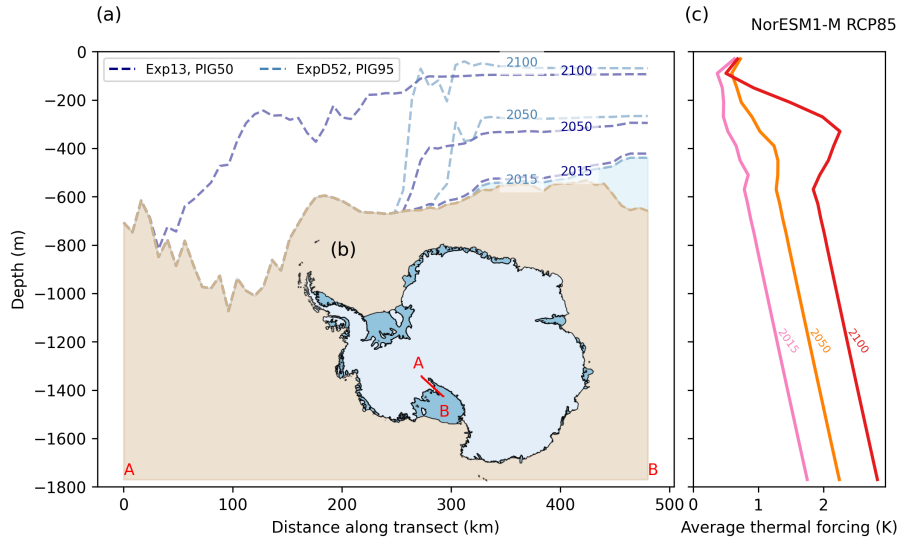 (a)
(c)
NorESM1-M RCP85
Exp13, PIG50
ExpD52, PIG95
2100
2100
2050
2050
2015
2015
(b)
A
B
A
B
0
−200
−400
−600
−800
−1000
−1200
−1400
−1600
−1800
Depth (m)
0 100 200 300 400 500
Distance along transect (km)
2015
2050
2100
0 1 2
Average thermal forcing (K)